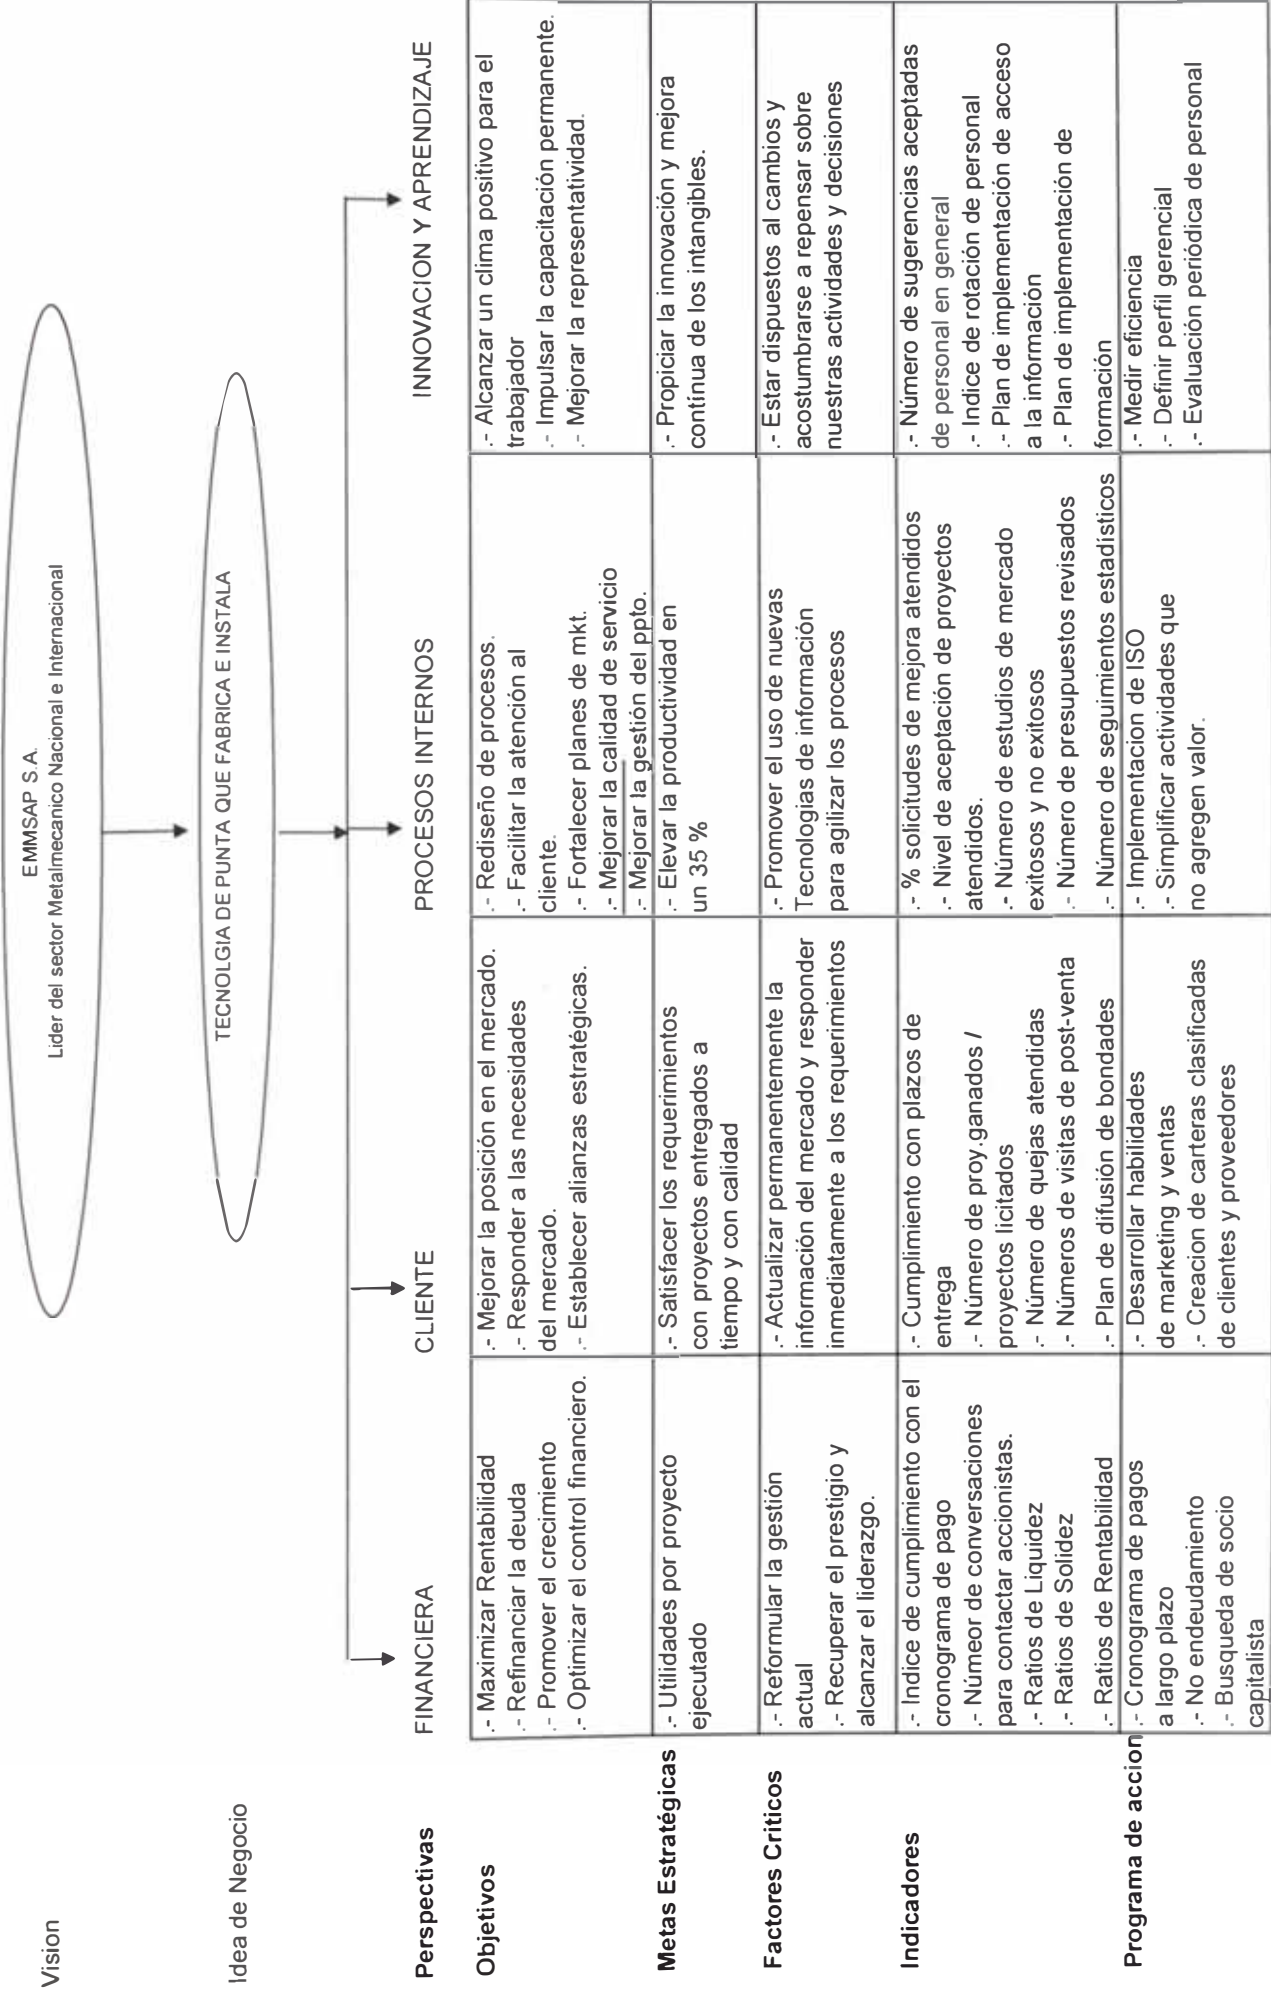 Vision
EMMSAP S.A.
Lider del sector Metalmecanico Nacional e Internacional
Idea de Negocio
TECNOLGIA DE PUNTA QUE FABRICA E INSTALA
Perspectivas
FINANCIERA
CLIENTE
PROCESOS INTERNOS
INNOVACION Y APRENDIZAJE
Objetivos
.- Maximizar Rentabilidad
.- Refinanciar la deuda
.- Promover el crecimiento
.- Optimizar el control financiero.
.- Mejorar la posición en el mercado.
.- Responder a las necesidades
del mercado.
.- Establecer alianzas estratégicas.
.- Rediseño de procesos.
.- Facilitar la atención al
cliente.
.- Fortalecer planes de mkt.
.- Mejorar la calidad de servicio
.- Mejorar la gestión del ppto.
.- Alcanzar un clima positivo para el
trabajador
.- Impulsar la capacitación permanente.
.- Mejorar la representatividad.
Metas Estratégicas
.- Utilidades por proyecto
ejecutado
.- Satisfacer los requerimientos
con proyectos entregados a
tiempo y con calidad
.- Elevar la productividad en
un 35 %
.- Propiciar la innovación y mejora
contínua de los intangibles.
Factores Criticos
.- Reformular la gestión
actual
.- Recuperar el prestigio y
alcanzar el liderazgo.
.- Actualizar permanentemente la
información del mercado y responder
inmediatamente a los requerimientos
.- Promover el uso de nuevas
Tecnologías de información
para agilizar los procesos
.- Estar dispuestos al cambios y
acostumbrarse a repensar sobre
nuestras actividades y decisiones
Indicadores
.- Indice de cumplimiento con el
cronograma de pago
.- Númeor de conversaciones
para contactar accionistas.
.- Ratios de Liquidez
.- Ratios de Solidez
.- Ratios de Rentabilidad
.- Cumplimiento con plazos de
entrega
.- Número de proy.ganados /
proyectos licitados
.- Número de quejas atendidas
.- Números de visitas de post-venta
.- Plan de difusión de bondades
.- % solicitudes de mejora atendidos
.- Nivel de aceptación de proyectos
atendidos.
.- Número de estudios de mercado
exitosos y no exitosos
.- Número de presupuestos revisados
.- Número de seguimientos estadísticos
.- Número de sugerencias aceptadas
de personal en general
.- Indice de rotación de personal
.- Plan de implementación de acceso
a la información
.- Plan de implementación de
formación
Programa de accion
.- Cronograma de pagos
a largo plazo
.- No endeudamiento
.- Busqueda de socio
capitalista
.- Desarrollar habilidades
de marketing y ventas
.- Creacion de carteras clasificadas
de clientes y proveedores
.- Implementacion de ISO
.- Simplificar actividades que
no agregen valor.
.- Medir eficiencia
.- Definir perfil gerencial
.- Evaluación periódica de personal